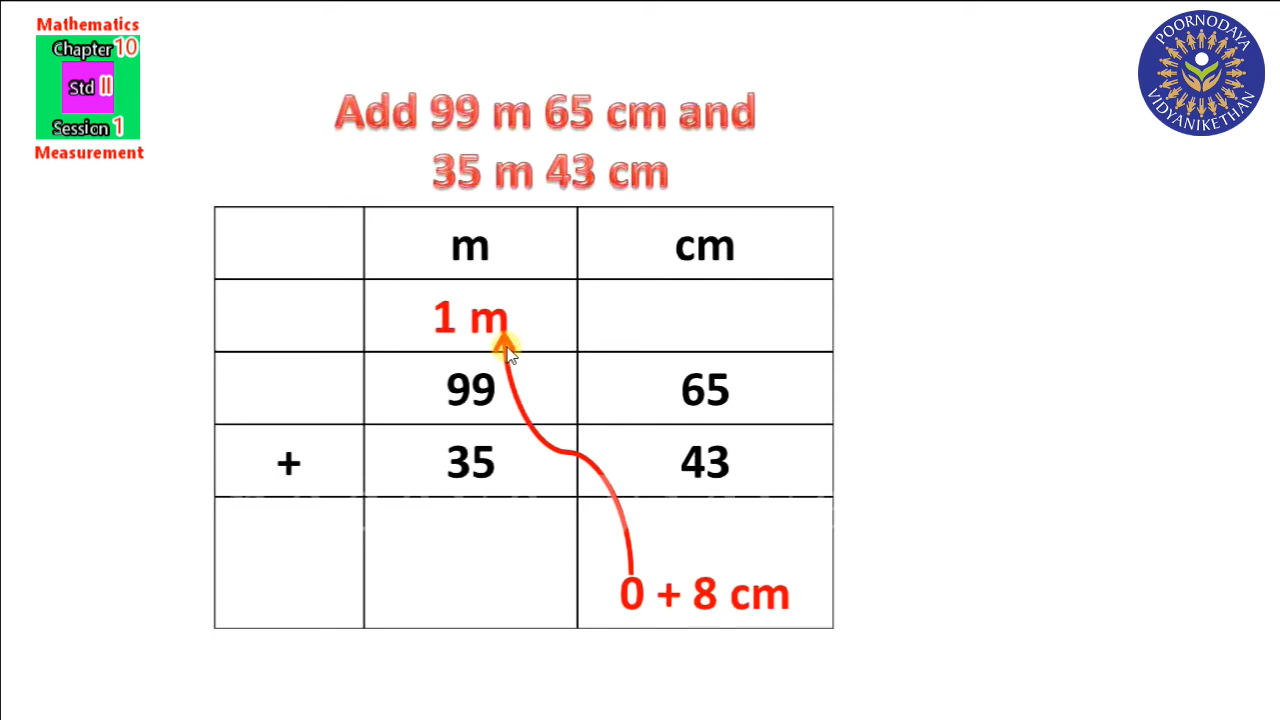 Mathematics
Chapter 10
Std II
Session 1
Measurement
POORNODAYA
VIDYANIKETHAN
Add 99 m 65 cm and
35 m 43 cm
m cm
1 m
99 65
+ 35 43
0 + 8 cm